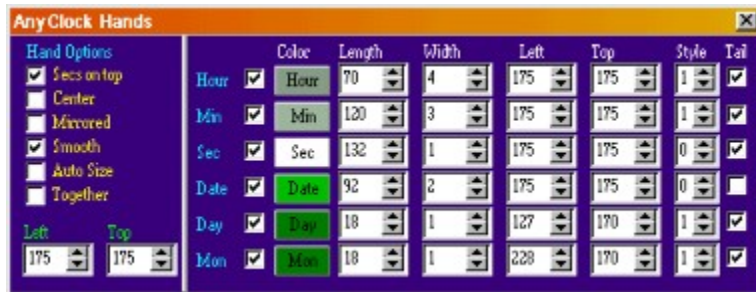 AnyClock Hands
Hand Options
Secs on top
Center
Mirrored
Smooth
Auto Size
Together
Left Top
175 175
Color Length Width Left Top Style Tail
Hour Hour 70 4 175 175 1
Min Min 120 3 175 175 1
Sec Sec 132 1 175 175 0
Date Date 92 2 175 175 0
Day Day 18 1 127 170 1
Mon Mon 18 1 228 170 1